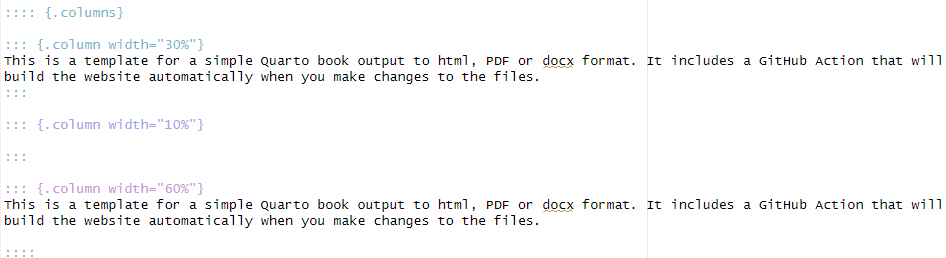 :::: {.columns}
::: {.column width="30%"}
This is a template for a simple Quarto book output to html, PDF or docx format. It includes a GitHub Action that will
build the website automatically when you make changes to the files.
:::
::: {.column width="10%"}
:::
::: {.column width="60%"}
This is a template for a simple Quarto book output to html, PDF or docx format. It includes a GitHub Action that will
build the website automatically when you make changes to the files.
::::